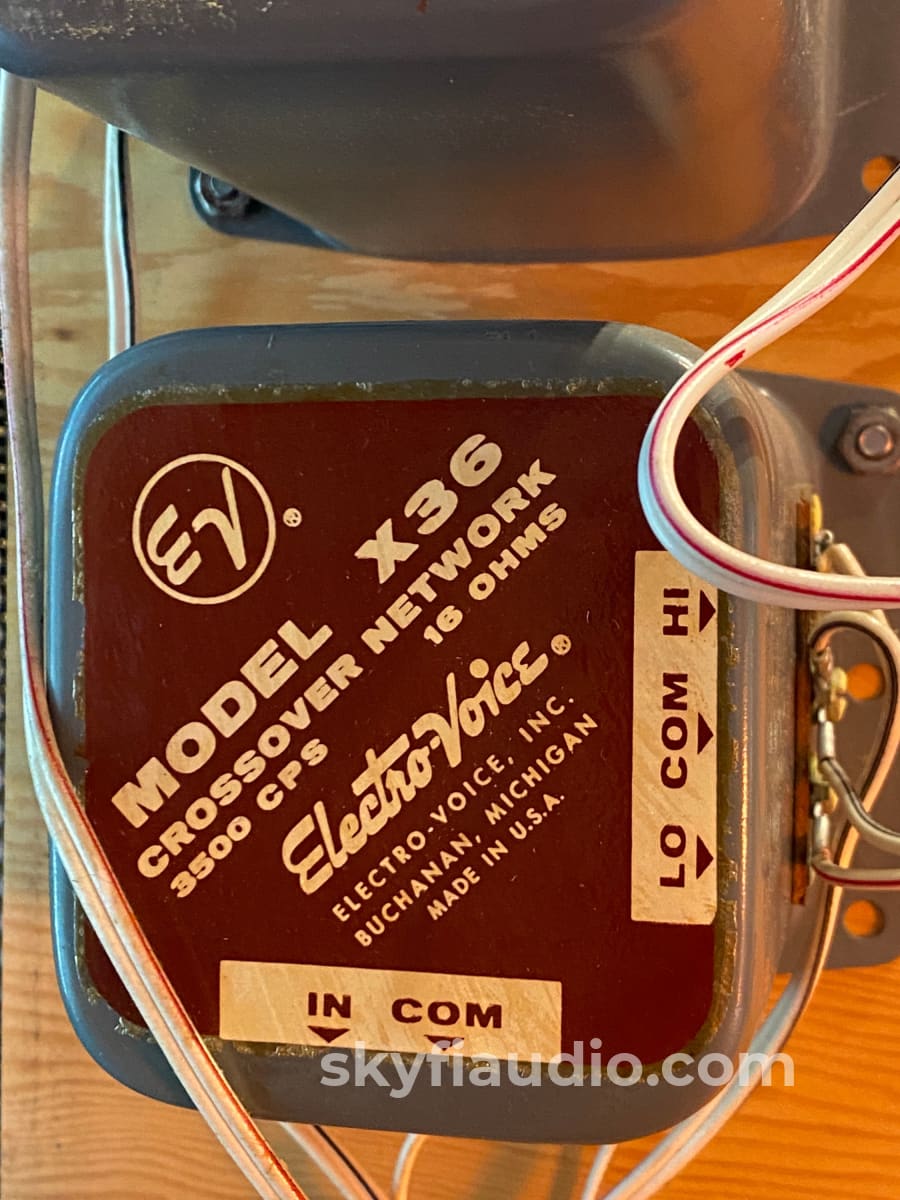 EV®
MODEL X36
CROSSOVER NETWORK
3500 CPS 16 OHMS
Electro-Voice®
ELECTRO-VOICE, INC.
BUCHANAN, MICHIGAN
MADE IN U.S.A.
LO COM HI
IN COM
skyfiaudio.com